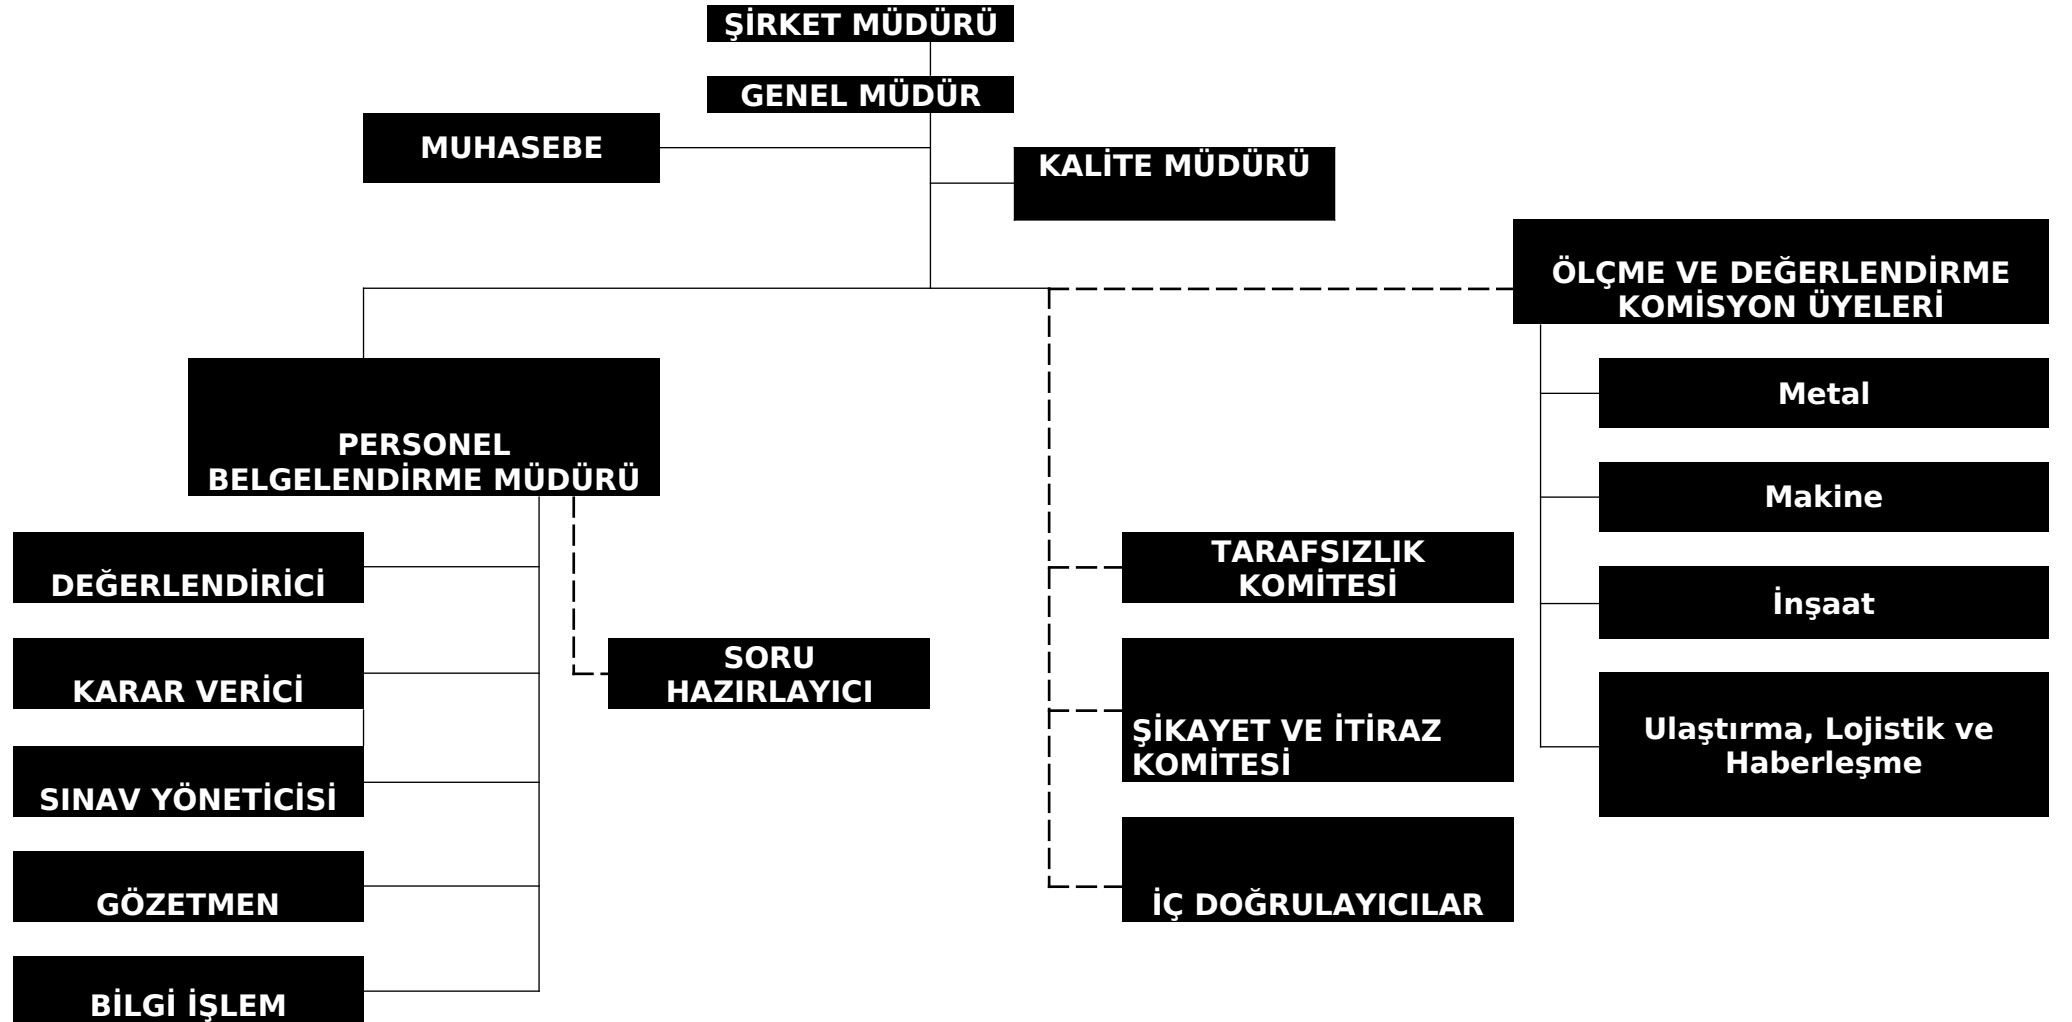 ŞİRKET MÜDÜRÜ
GENEL MÜDÜR
MUHASEBE
KALİTE MÜDÜRÜ
ÖLÇME VE DEĞERLENDİRME
KOMİSYON ÜYELERİ
Metal
Makine
İnşaat
Ulaştırma, Lojistik ve
Haberleşme
PERSONEL
BELGELENDİRME MÜDÜRÜ
DEĞERLENDİRİCİ
KARAR VERİCİ
SINAV YÖNETİCİSİ
GÖZETMEN
BİLGİ İŞLEM
SORU
HAZIRLAYICI
TARAFSIZLIK
KOMİTESİ
ŞİKAYET VE İTİRAZ
KOMİTESİ
İÇ DOĞRULAYICILAR